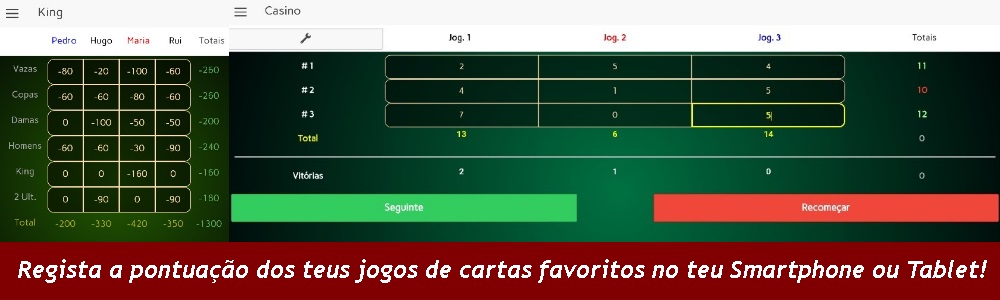 King
Pedro Hugo Maria Rui Totais
Vazas -80 -20 -100 -60 -260
Copas -60 -60 -80 -60 -260
Damas 0 -100 -50 -50 -200
Homens -60 -60 -30 -90 -240
King 0 0 -160 0 -160
2 Ult. 0 -90 0 -90 -180
Total -200 -330 -420 -350 -1300
Casino
Jog. 1 Jog. 2 Jog. 3 Totais
#1 2 5 4 11
#2 4 1 5 10
#3 7 0 5 12
Total 13 6 14 0
Vitórias 2 1 0 0
Seguinte Recomeçar
Regista a pontuação dos teus jogos de cartas favoritos no teu Smartphone ou Tablet!